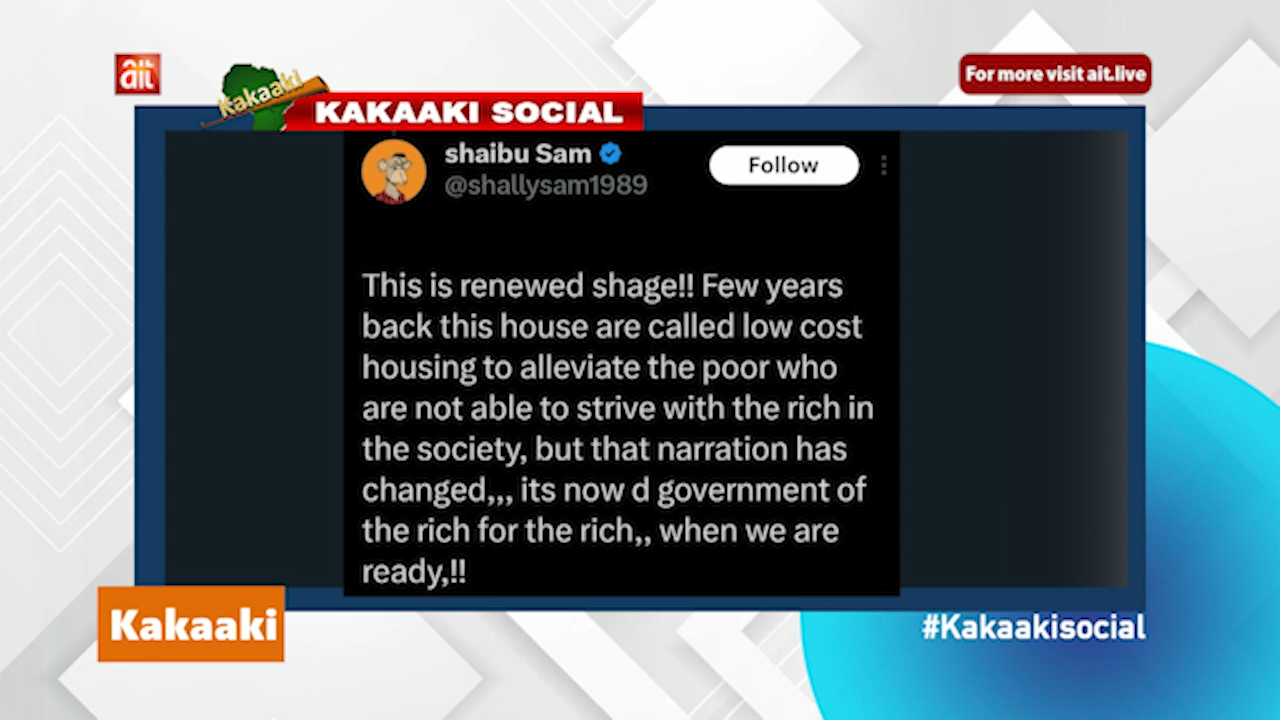 ait
Kakaaki
KAKAAKI SOCIAL
For more visit ait.live
shaibu Sam
@shallysam1989
Follow
This is renewed shage!! Few years
back this house are called low cost
housing to alleviate the poor who
are not able to strive with the rich in
the society, but that narration has
changed,,, its now d government of
the rich for the rich,, when we are
ready,!!
Kakaaki
#Kakaakisocial